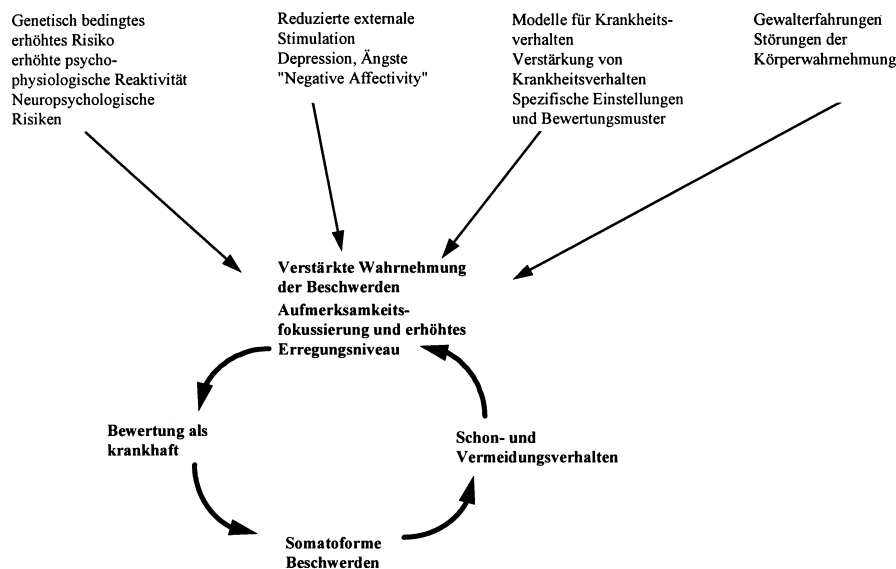 Genetisch bedingtes
erhöhtes Risiko
erhöhte psycho-
physiologische Reaktivität
Neuropsychologische
Risiken
Reduzierte externale
Stimulation
Depression, Ängste
"Negative Affectivity"
Modelle für Krankheits-
verhalten
Verstärkung von
Krankheitsverhalten
Spezifische Einstellungen
und Bewertungsmuster
Gewalterfahrungen
Störungen der
Körperwahrnehmung
Verstärkte Wahrnehmung
der Beschwerden
Aufmerksamkeits-
fokussierung und erhöhtes
Erregungsniveau
Bewertung als
krankhaft
Schon- und
Vermeidungsverhalten
Somatoforme
Beschwerden